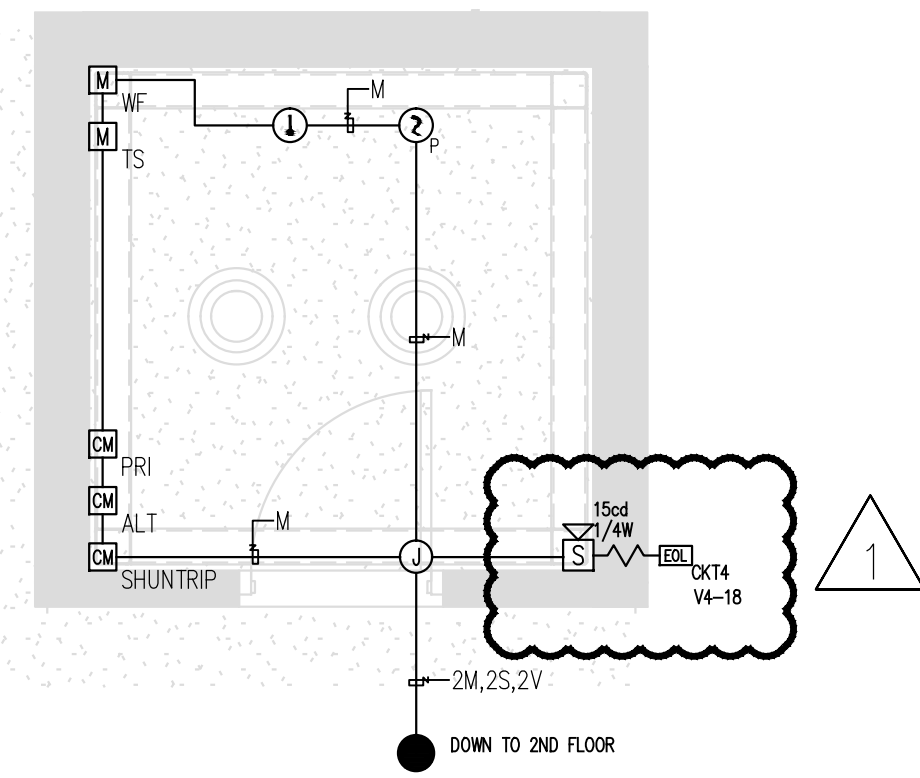 M
WF
M
TS
M
P
M
CM
PRI
CM
ALT
M
CM
SHUNTRIP
J
15cd
1/4W
S
EOL
CKT4
V4-18
1
2M,2S,2V
DOWN TO 2ND FLOOR